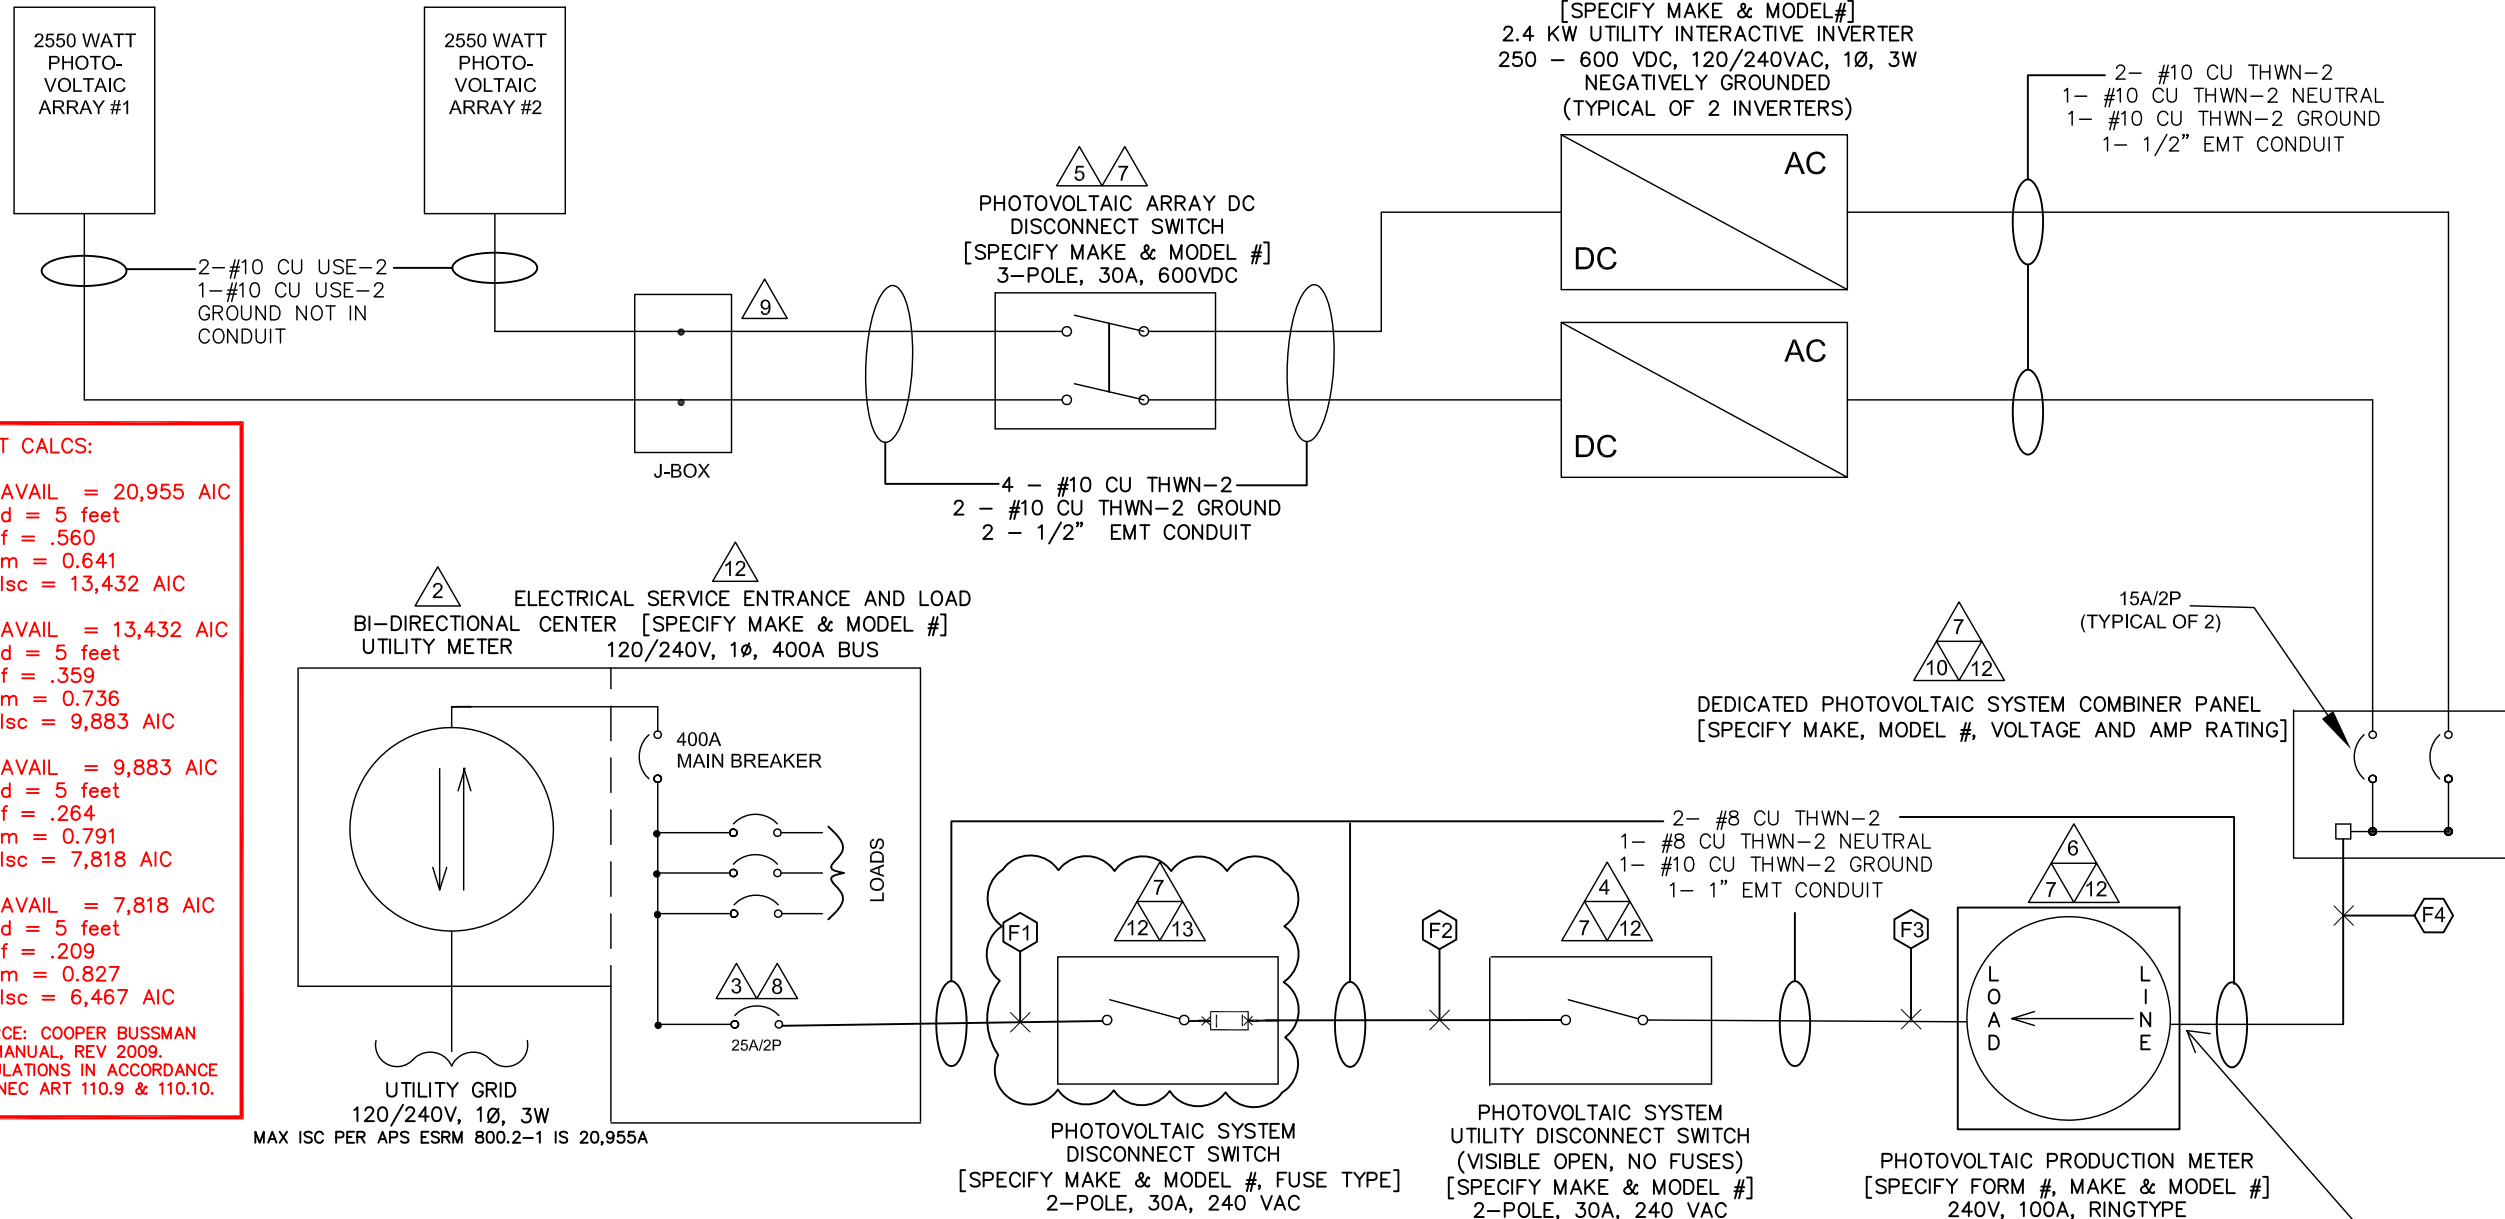 2550 WATT
PHOTO-
VOLTAIC
ARRAY #1
2550 WATT
PHOTO-
VOLTAIC
ARRAY #2
[SPECIFY MAKE & MODEL#]
2.4 KW UTILITY INTERACTIVE INVERTER
250 – 600 VDC, 120/240VAC, 1Ø, 3W
NEGATIVELY GROUNDED
(TYPICAL OF 2 INVERTERS)
2– #10 CU THWN–2
1– #10 CU THWN–2 NEUTRAL
1– #10 CU THWN–2 GROUND
1– 1/2” EMT CONDUIT
5
7
PHOTOVOLTAIC ARRAY DC
DISCONNECT SWITCH
[SPECIFY MAKE & MODEL #]
3–POLE, 30A, 600VDC
AC
DC
AC
DC
2–#10 CU USE–2
1–#10 CU USE–2
GROUND NOT IN
CONDUIT
9
J-BOX
4 – #10 CU THWN–2
2 – #10 CU THWN–2 GROUND
2 – 1/2” EMT CONDUIT
T CALCS:
AVAIL = 20,955 AIC
d = 5 feet
f = .560
m = 0.641
Isc = 13,432 AIC
AVAIL = 13,432 AIC
d = 5 feet
f = .359
m = 0.736
Isc = 9,883 AIC
AVAIL = 9,883 AIC
d = 5 feet
f = .264
m = 0.791
Isc = 7,818 AIC
AVAIL = 7,818 AIC
d = 5 feet
f = .209
m = 0.827
Isc = 6,467 AIC
RCE: COOPER BUSSMAN
MANUAL, REV 2009.
ULATIONS IN ACCORDANCE
NEC ART 110.9 & 110.10.
2
BI–DIRECTIONAL
UTILITY METER
12
ELECTRICAL SERVICE ENTRANCE AND LOAD
CENTER [SPECIFY MAKE & MODEL #]
120/240V, 1ø, 400A BUS
400A
MAIN BREAKER
LOADS
3
8
25A/2P
UTILITY GRID
120/240V, 1Ø, 3W
MAX ISC PER APS ESRM 800.2–1 IS 20,955A
15A/2P
(TYPICAL OF 2)
7
10
12
DEDICATED PHOTOVOLTAIC SYSTEM COMBINER PANEL
[SPECIFY MAKE, MODEL #, VOLTAGE AND AMP RATING]
2– #8 CU THWN–2
1– #8 CU THWN–2 NEUTRAL
1– #10 CU THWN–2 GROUND
1– 1” EMT CONDUIT
F1
7
12
13
PHOTOVOLTAIC SYSTEM
DISCONNECT SWITCH
[SPECIFY MAKE & MODEL #, FUSE TYPE]
2–POLE, 30A, 240 VAC
F2
4
7
12
PHOTOVOLTAIC SYSTEM
UTILITY DISCONNECT SWITCH
(VISIBLE OPEN, NO FUSES)
[SPECIFY MAKE & MODEL #]
2–POLE, 30A, 240 VAC
F3
6
7
12
LOAD
LINE
PHOTOVOLTAIC PRODUCTION METER
[SPECIFY FORM #, MAKE & MODEL #]
240V, 100A, RINGTYPE
F4